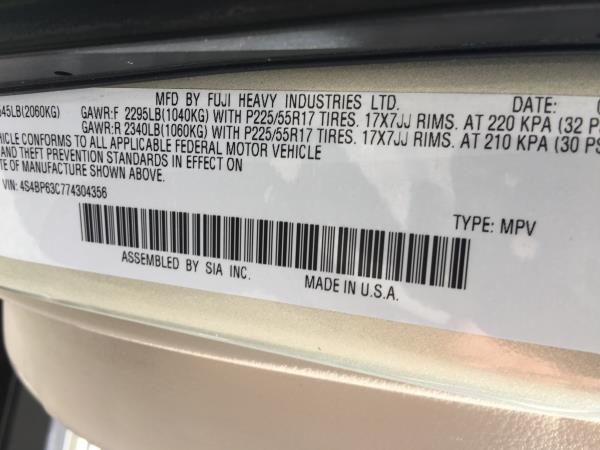 MFD BY FUJI HEAVY INDUSTRIES LTD. DATE:
545LB(2060KG) GAWR:F 2295LB(1040KG) WITH P225/55R17 TIRES. 17X7JJ RIMS. AT 220 KPA (32 P
GAWR:R 2340LB(1060KG) WITH P225/55R17 TIRES. 17X7JJ RIMS. AT 210 KPA (30 PS
HICLE CONFORMS TO ALL APPLICABLE FEDERAL MOTOR VEHICLE
AND THEFT PREVENTION STANDARDS IN EFFECT ON
TE OF MANUFACTURE SHOWN ABOVE.
VIN: 4S4BP63C774304356 TYPE: MPV
ASSEMBLED BY SIA INC. MADE IN U.S.A.